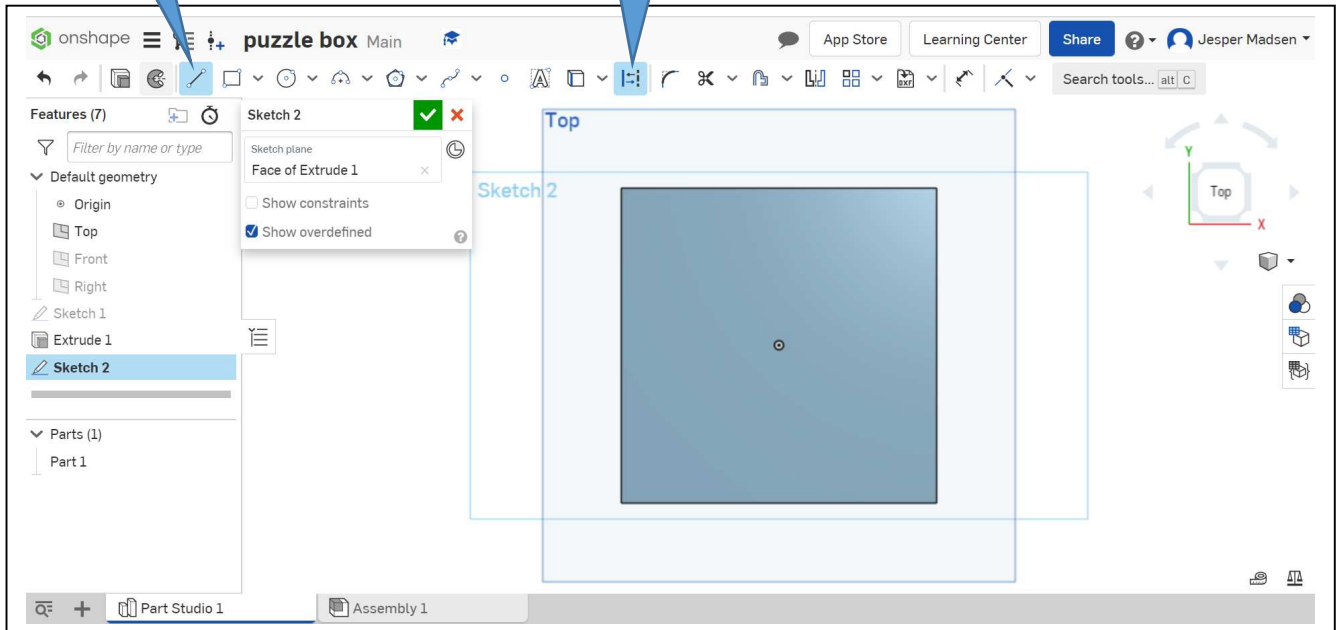 onshape puzzle box Main App Store Learning Center Share Jesper Madsen
Search tools... alt C
Features (7)
Filter by name or type
Default geometry
Origin
Top
Front
Right
Sketch 1
Extrude 1
Sketch 2
Parts (1)
Part 1
Sketch 2
Sketch plane
Face of Extrude 1
Show constraints
Show overdefined
Top
Sketch 2
Y
Top
X
Part Studio 1 Assembly 1